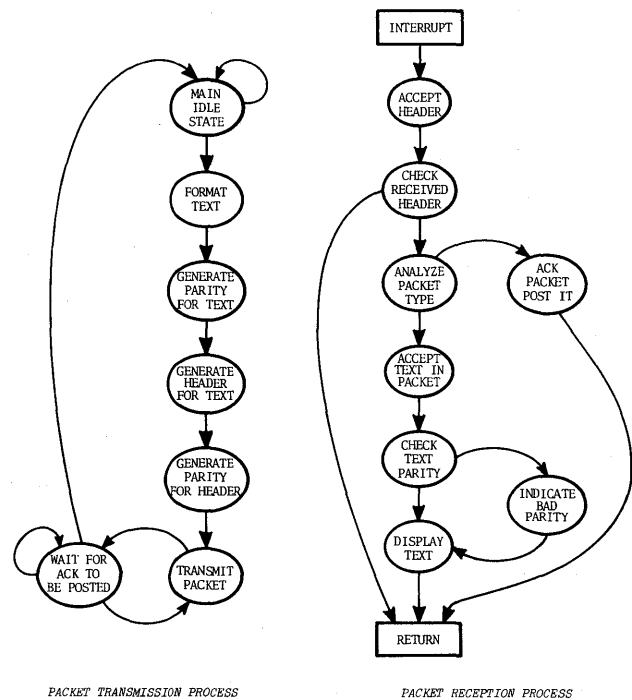 MAIN
IDLE
STATE
FORMAT
TEXT
GENERATE
PARITY
FOR TEXT
GENERATE
HEADER
FOR TEXT
GENERATE
PARITY
FOR HEADER
TRANSMIT
PACKET
WAIT FOR
ACK TO
BE POSTED
PACKET TRANSMISSION PROCESS
INTERRUPT
ACCEPT
HEADER
CHECK
RECEIVED
HEADER
ANALYZE
PACKET
TYPE
ACK
PACKET
POST IT
ACCEPT
TEXT IN
PACKET
CHECK
TEXT
PARITY
INDICATE
BAD
PARITY
DISPLAY
TEXT
RETURN
PACKET RECEPTION PROCESS